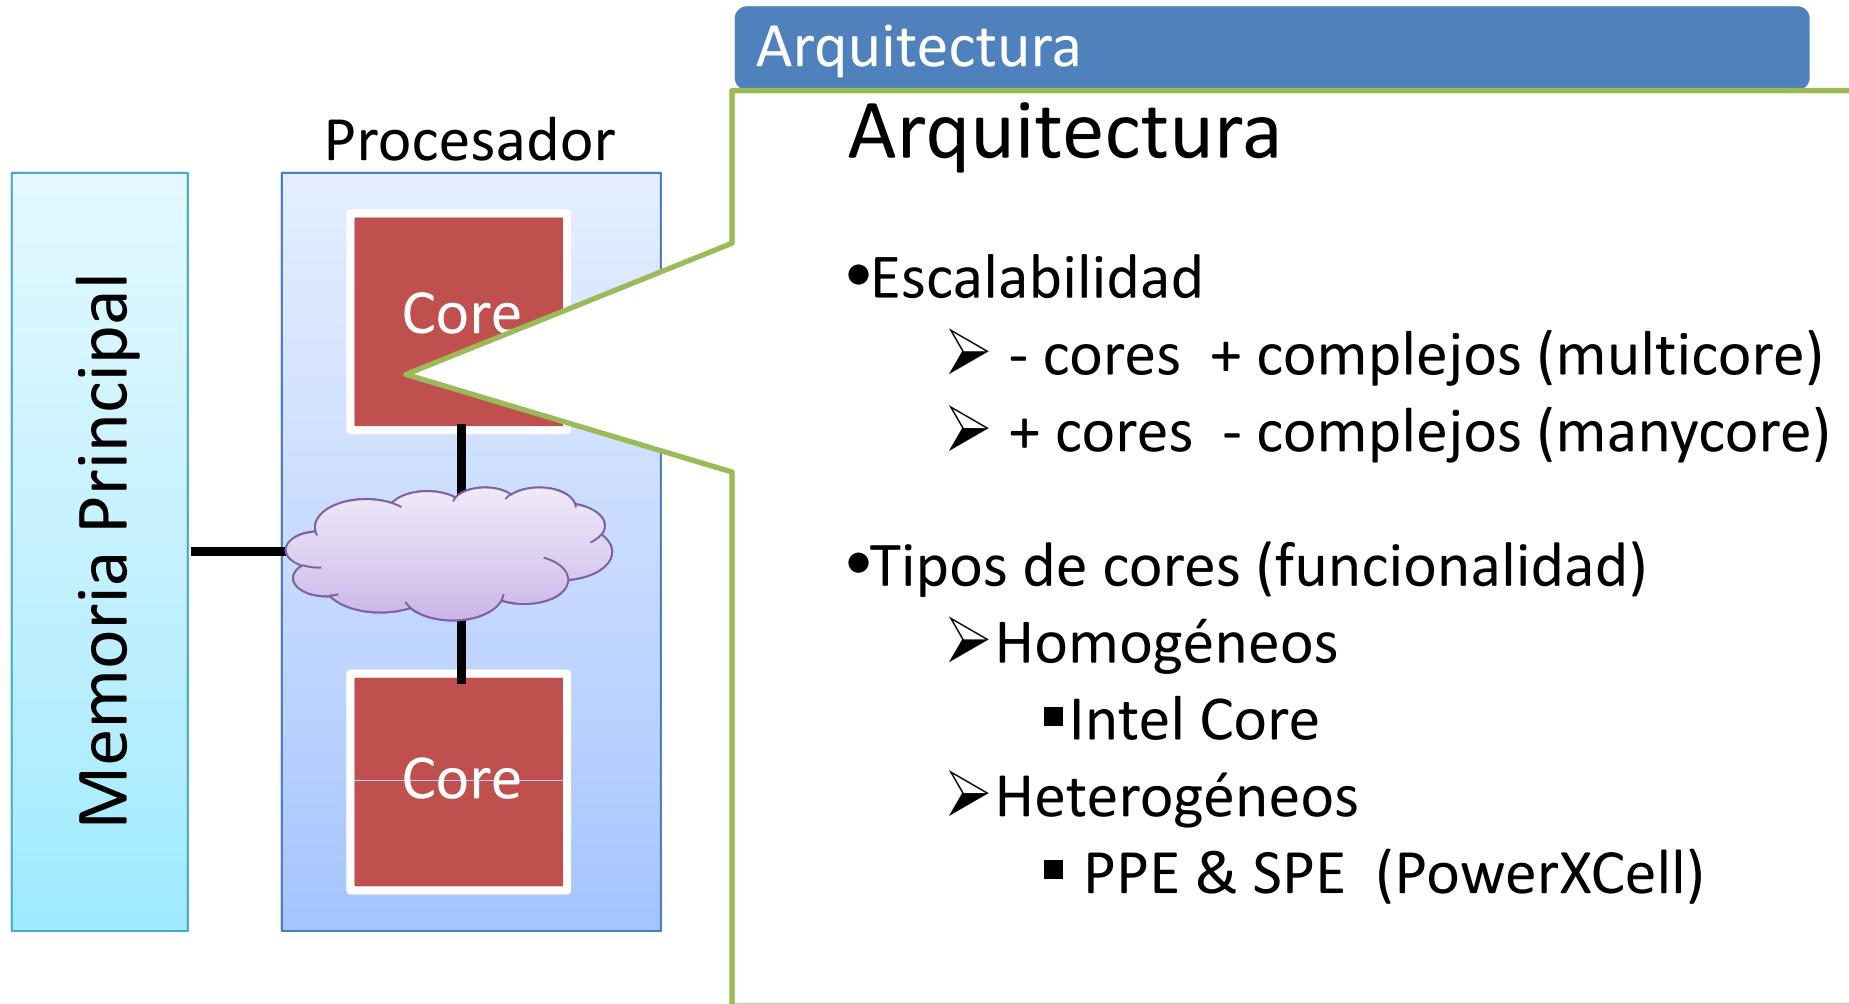 Arquitectura
Procesador
Memoria Principal
Core
Core
Arquitectura
•Escalabilidad
➢ - cores + complejos (multicore)
➢ + cores - complejos (manycore)
•Tipos de cores (funcionalidad)
➢Homogéneos
▪Intel Core
➢Heterogéneos
▪ PPE & SPE (PowerXCell)